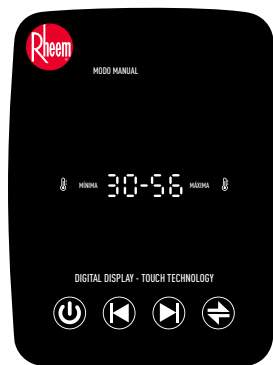 Rheem
MODO MANUAL
MÍNIMA 30-56 MÁXIMA
DIGITAL DISPLAY - TOUCH TECHNOLOGY